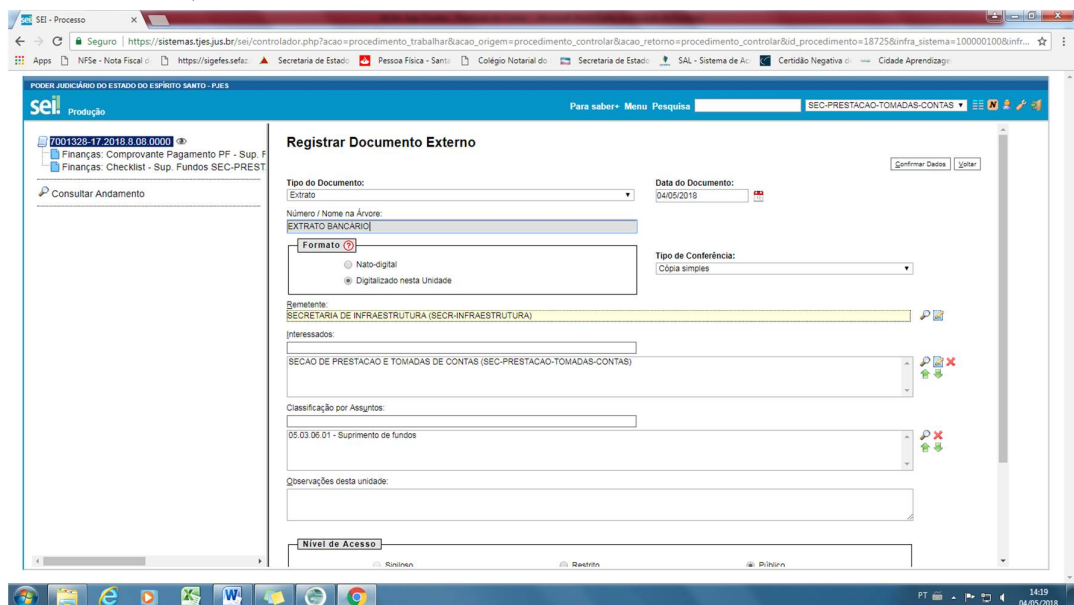 SEI - Processo
Seguro | https://sistemas.tjes.jus.br/sei/controlador.php?acao=procedimento_trabalhar&acao_origem=procedimento_controlar&acao_retorno=procedimento_controlar&id_procedimento=18725&infra_sistema=100000100&infr...
Apps NFSe - Nota Fiscal d https://sigefes.sefaz. Secretaria de Estado Pessoa Física - Santa Colégio Notarial do Secretaria de Estado SAL - Sistema de Ac Certidão Negativa d Cidade Aprendizage
PODER JUDICIÁRIO DO ESTADO DO ESPÍRITO SANTO - PJES
sei! Produção Para saber+ Menu Pesquisa SEC-PRESTACAO-TOMADAS-CONTAS
7001328-17.2018.8.08.0000
Finanças: Comprovante Pagamento PF - Sup. F
Finanças: Checklist - Sup. Fundos SEC-PREST
Consultar Andamento
Registrar Documento Externo
Confirmar Dados Voltar
Tipo do Documento: Data do Documento:
Extrato 04/05/2018
Número / Nome na Árvore:
EXTRATO BANCÁRIO
Formato
Nato-digital
Digitalizado nesta Unidade
Tipo de Conferência:
Cópia simples
Remetente:
SECRETARIA DE INFRAESTRUTURA (SECR-INFRAESTRUTURA)
Interessados:
SECAO DE PRESTACAO E TOMADAS DE CONTAS (SEC-PRESTACAO-TOMADAS-CONTAS)
Classificação por Assuntos:
05.03.06.01 - Suprimento de fundos
Observações desta unidade:
Nível de Acesso
Sigiloso Restrito Público
PT 14:19
04/05/2018